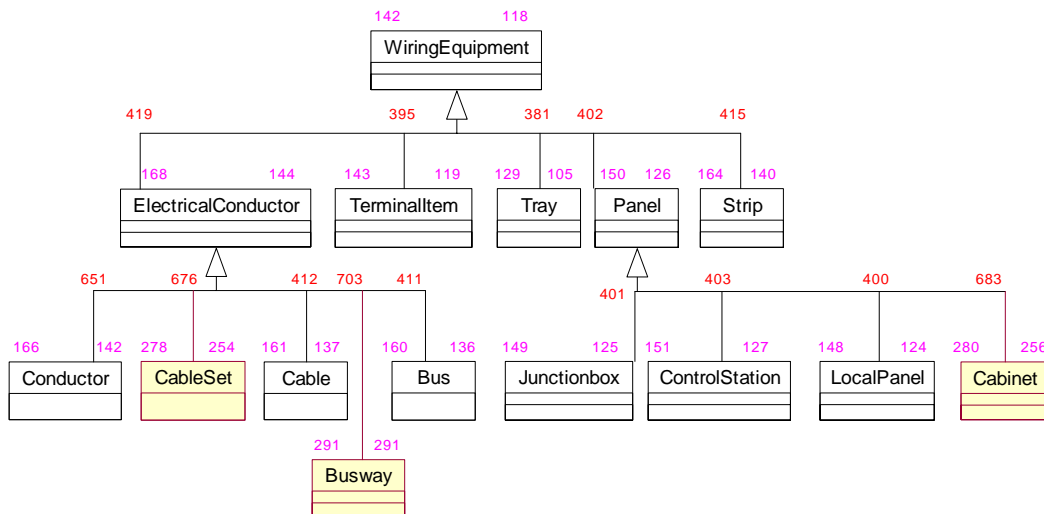 142 118
WiringEquipment
419 395 381 402 415
168 144 143 119 129 105 150 126 164 140
ElectricalConductor TerminalItem Tray Panel Strip
651 676 412 703 411 401 403 400 683
166 142 278 254 161 137 160 136 149 125 151 127 148 124 280 256
Conductor CableSet Cable Bus Junctionbox ControlStation LocalPanel Cabinet
291 291
Busway